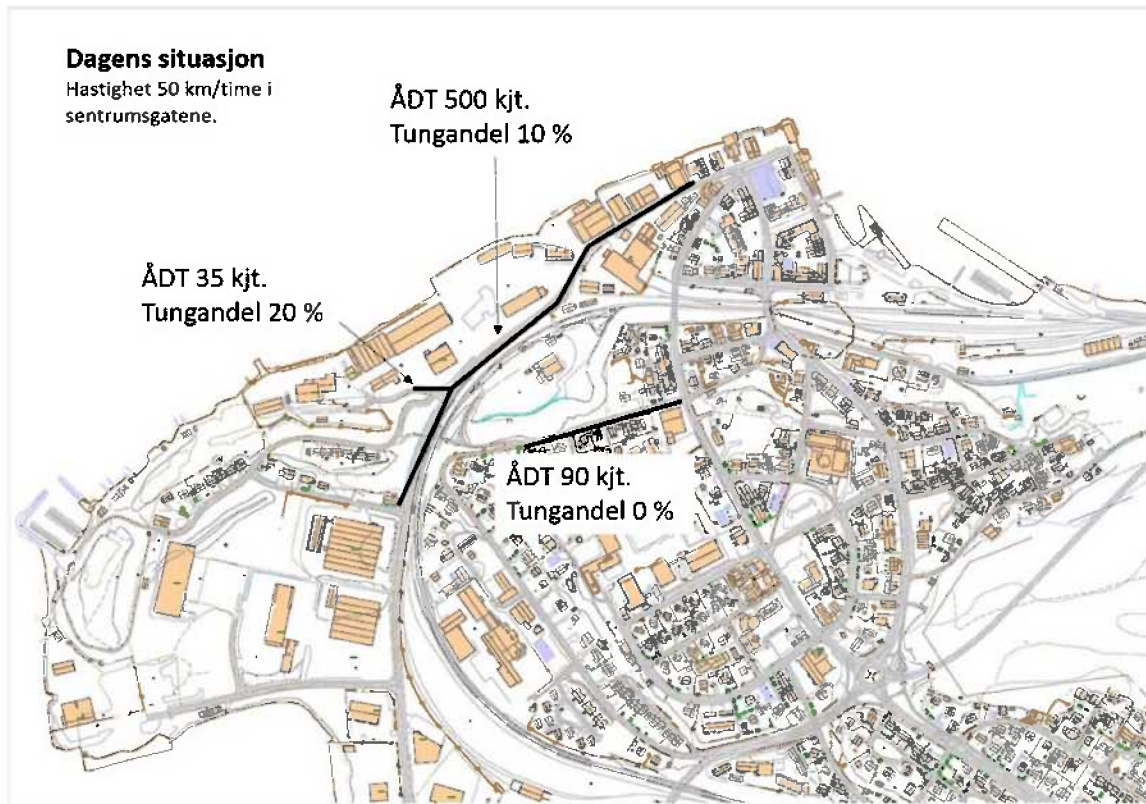 Dagens situasjon
Hastighet 50 km/time i
sentrumsgatene.
ÅDT 500 kjt.
Tungandel 10 %
ÅDT 35 kjt.
Tungandel 20 %
ÅDT 90 kjt.
Tungandel 0 %